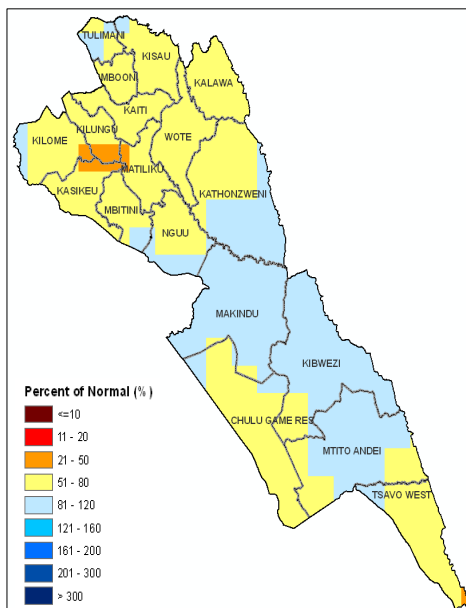 TULIMANI
KISAU
MBOONI
KALAWA
KAITI
KILUNGU
WOTE
KILOME
MATILIKU
KASIKEU
KATHONZWENI
MBITINI
NGUU
MAKINDU
KIBWEZI
CHULU GAME RES
MTITO ANDEI
TSAVO WEST
Percent of Normal (%)
<=10
11 - 20
21 - 50
51 - 80
81 - 120
121 - 160
161 - 200
201 - 300
> 300